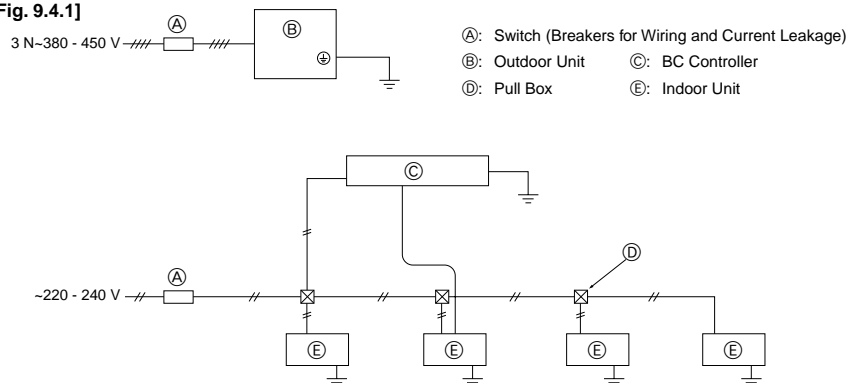 Fig. 9.4.1]
Ⓐ
3 N~380 - 450 V
Ⓑ
Ⓐ: Switch (Breakers for Wiring and Current Leakage)
Ⓑ: Outdoor Unit Ⓒ: BC Controller
Ⓓ: Pull Box Ⓔ: Indoor Unit
Ⓒ
Ⓓ
Ⓐ
~220 - 240 V
Ⓔ Ⓔ Ⓔ Ⓔ